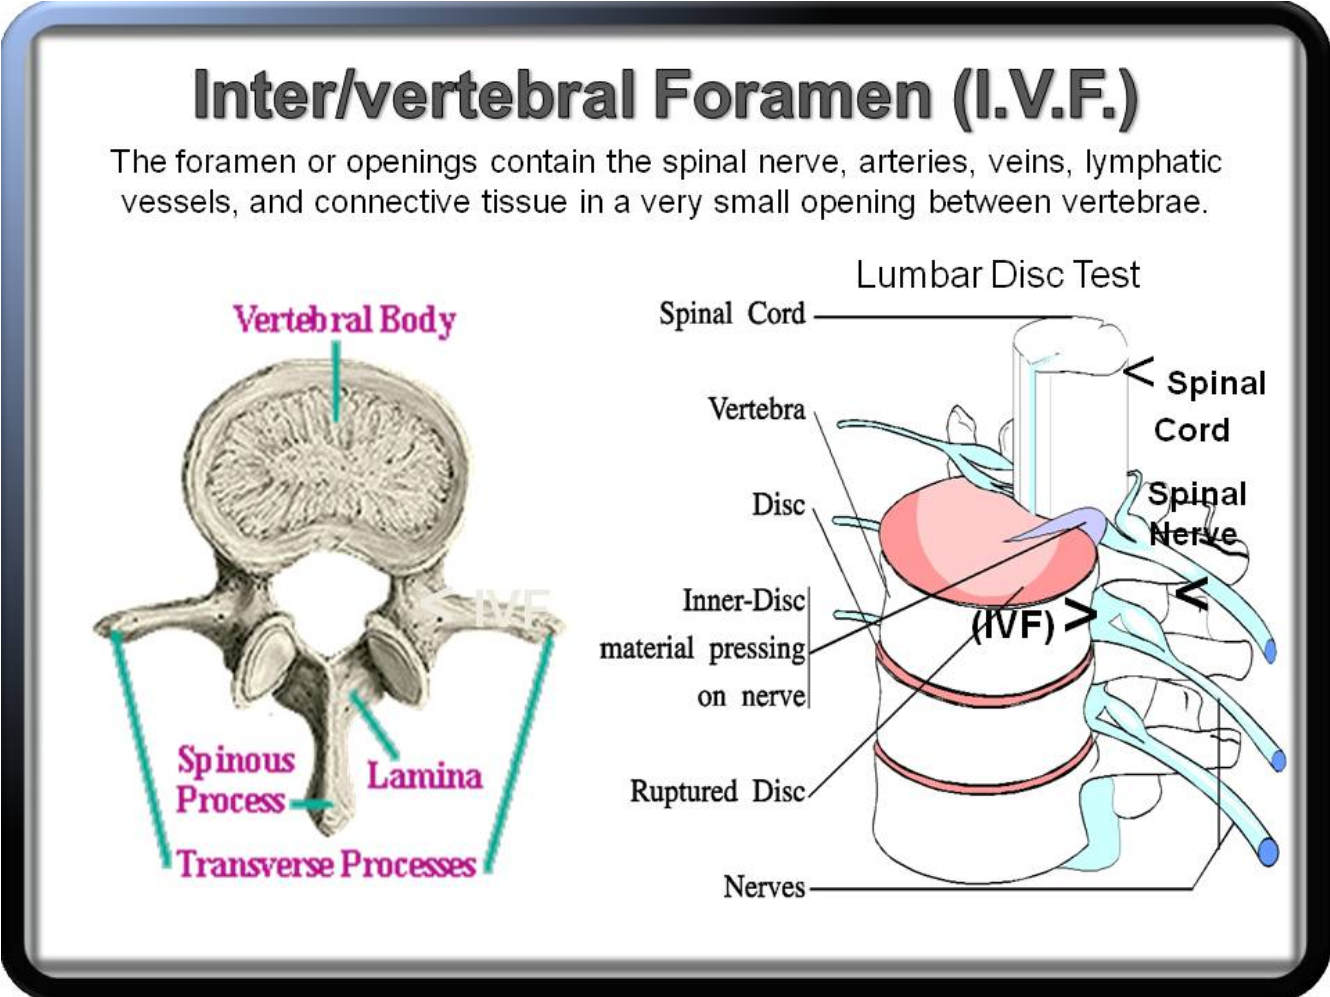 Inter/vertebral Foramen (I.V.F.)
The foramen or openings contain the spinal nerve, arteries, veins, lymphatic
vessels, and connective tissue in a very small opening between vertebrae.
Vertebral Body
< IVF
Spinous
Process
Lamina
Transverse Processes
Lumbar Disc Test
Spinal Cord
< Spinal
Cord
Vertebra
Disc
Spinal
Nerve
<
Inner-Disc
material pressing
on nerve
(IVF) >
Ruptured Disc
Nerves